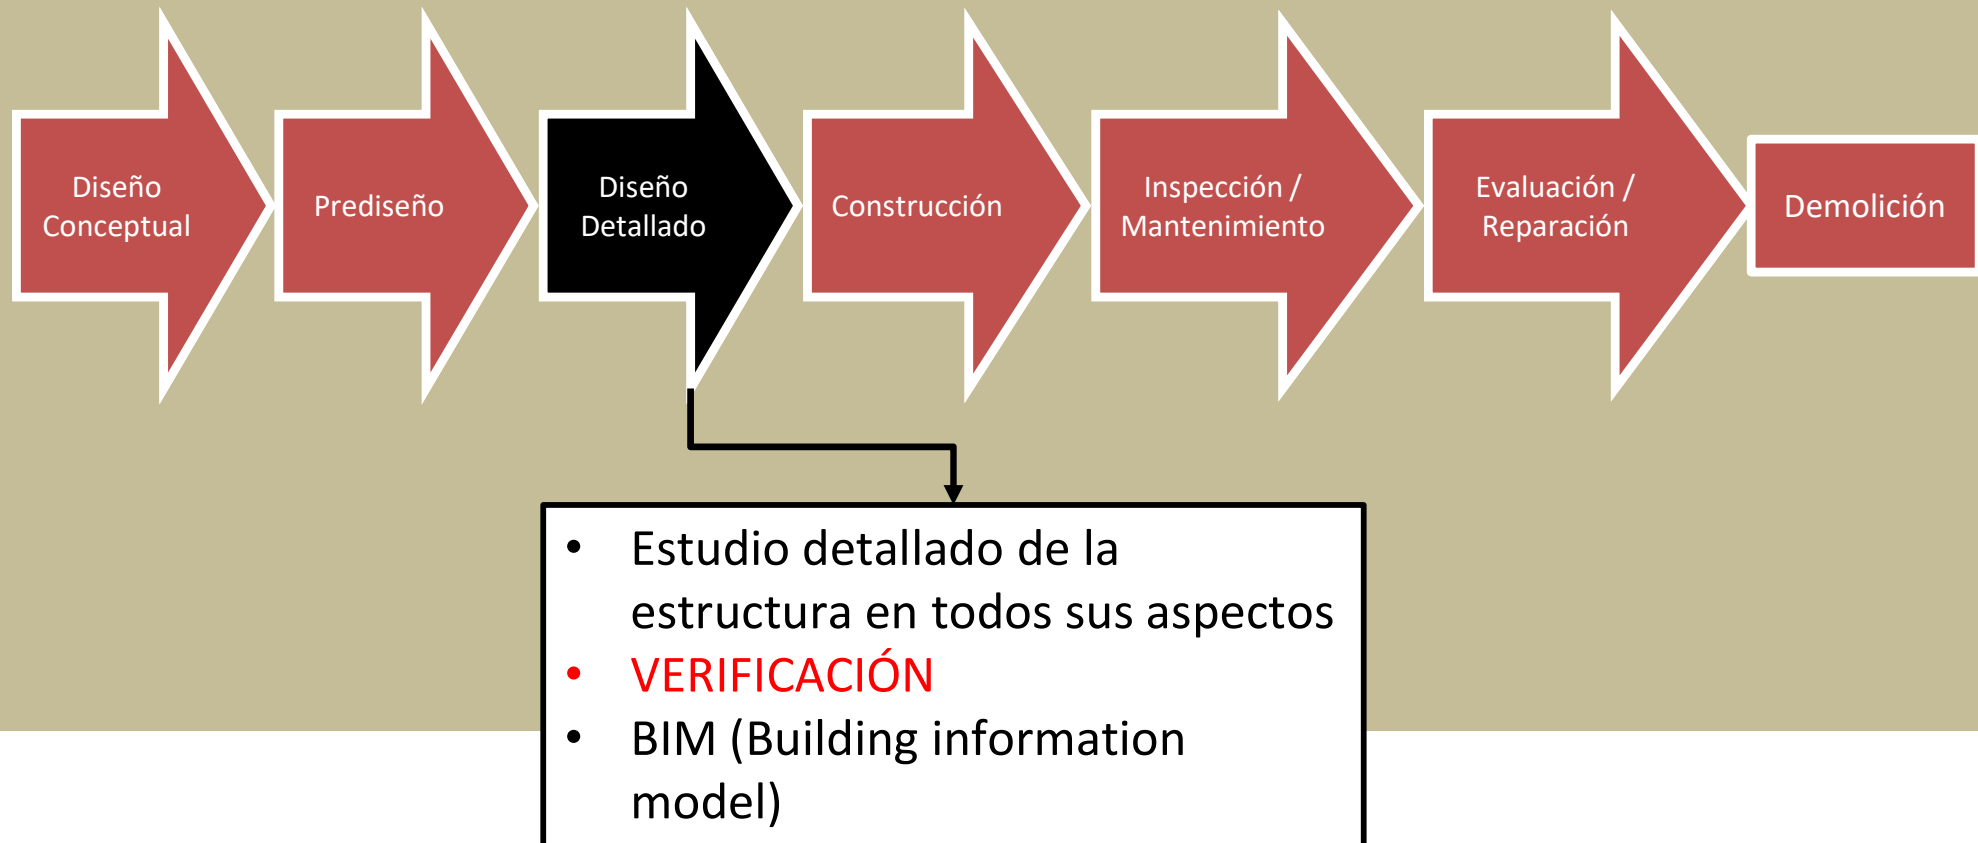 Diseño
Conceptual
Prediseño
Diseño
Detallado
Construcción
Inspección /
Mantenimiento
Evaluación /
Reparación
Demolición
• Estudio detallado de la
estructura en todos sus aspectos
• VERIFICACIÓN
• BIM (Building information
model)